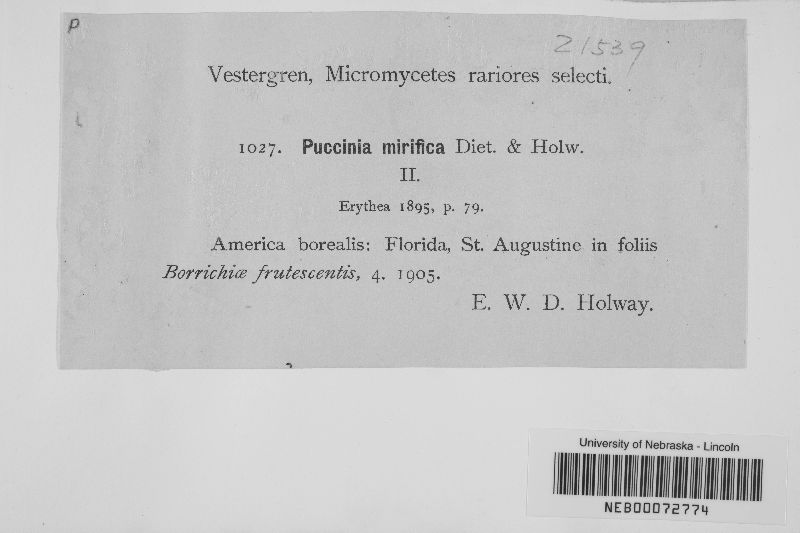 P
21539
Vestergren, Micromycetes rariores selecti.
1027. Puccinia mirifica Diet. & Holw.
II.
Erythea 1895, p. 79.
America borealis: Florida, St. Augustine in foliis
Borrichiæ frutescentis, 4. 1905.
E. W. D. Holway.
University of Nebraska - Lincoln
NEB00072774